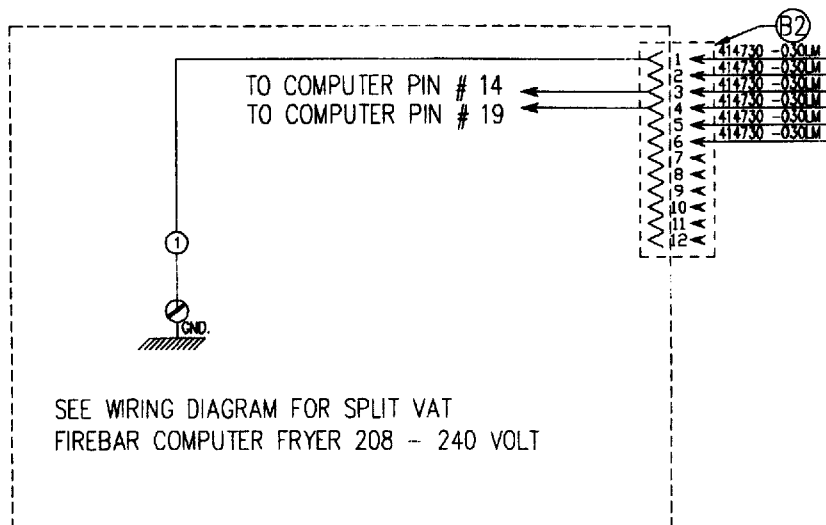 B2
1 414730 -030LM
2 414730 -030LM
TO COMPUTER PIN # 14 3 414730 -030LM
TO COMPUTER PIN # 19 4 414730 -030LM
5 414730 -030LM
6 414730 -030LM
7
8
9
10
11
12
1
GND.
SEE WIRING DIAGRAM FOR SPLIT VAT
FIREBAR COMPUTER FRYER 208 - 240 VOLT